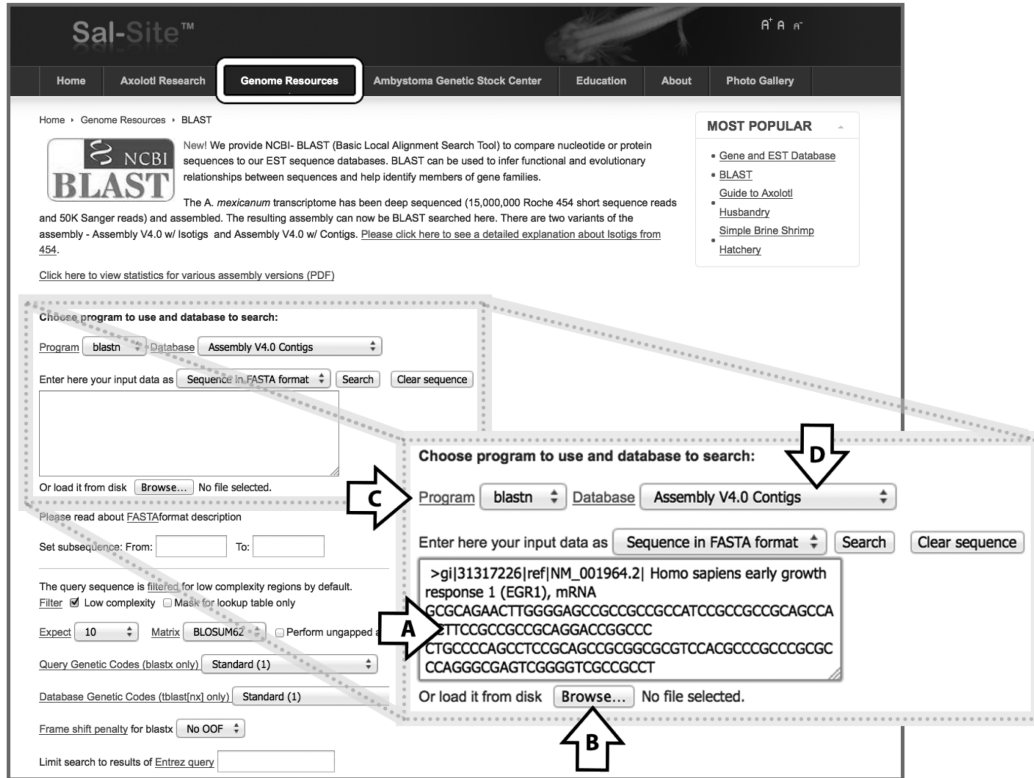 Sal-Site™
A⁺ A A⁻
Home Axolotl Research Genome Resources Ambystoma Genetic Stock Center Education About Photo Gallery
Home ‣ Genome Resources ‣ BLAST
NCBI
BLAST
New! We provide NCBI- BLAST (Basic Local Alignment Search Tool) to compare nucleotide or protein
sequences to our EST sequence databases. BLAST can be used to infer functional and evolutionary
relationships between sequences and help identify members of gene families.
The A. mexicanum transcriptome has been deep sequenced (15,000,000 Roche 454 short sequence reads
and 50K Sanger reads) and assembled. The resulting assembly can now be BLAST searched here. There are two variants of the
assembly - Assembly V4.0 w/ Isotigs and Assembly V4.0 w/ Contigs. Please click here to see a detailed explanation about Isotigs from
454.
Click here to view statistics for various assembly versions (PDF)
MOST POPULAR
Gene and EST Database
BLAST
Guide to Axolotl
Husbandry
Simple Brine Shrimp
Hatchery
Choose program to use and database to search:
Program blastn Database Assembly V4.0 Contigs
Enter here your input data as Sequence in FASTA format Search Clear sequence
Or load it from disk Browse... No file selected.
Please read about FASTAformat description
Set subsequence: From: To:
The query sequence is filtered for low complexity regions by default.
Filter Low complexity Mask for lookup table only
Expect 10 Matrix BLOSUM62 Perform ungapped
Query Genetic Codes (blastx only) Standard (1)
Database Genetic Codes (tblast[nx] only) Standard (1)
Frame shift penalty for blastx No OOF
Limit search to results of Entrez query
Choose program to use and database to search:
D
C
Program blastn Database Assembly V4.0 Contigs
Enter here your input data as Sequence in FASTA format Search Clear sequence
>gi|31317226|ref|NM_001964.2| Homo sapiens early growth
response 1 (EGR1), mRNA
GCGCAGAACTTGGGGAGCCGCCGCCGCCATCCGCCGCCGCAGCCA
A
CTTCCGCCGCCGCAGGACCGGCCC
CTGCCCCAGCCTCCGCAGCCGCGGCGCGTCCACGCCCGCCCGCGC
CCAGGGCGAGTCGGGGTCGCCGCCT
Or load it from disk Browse... No file selected.
B